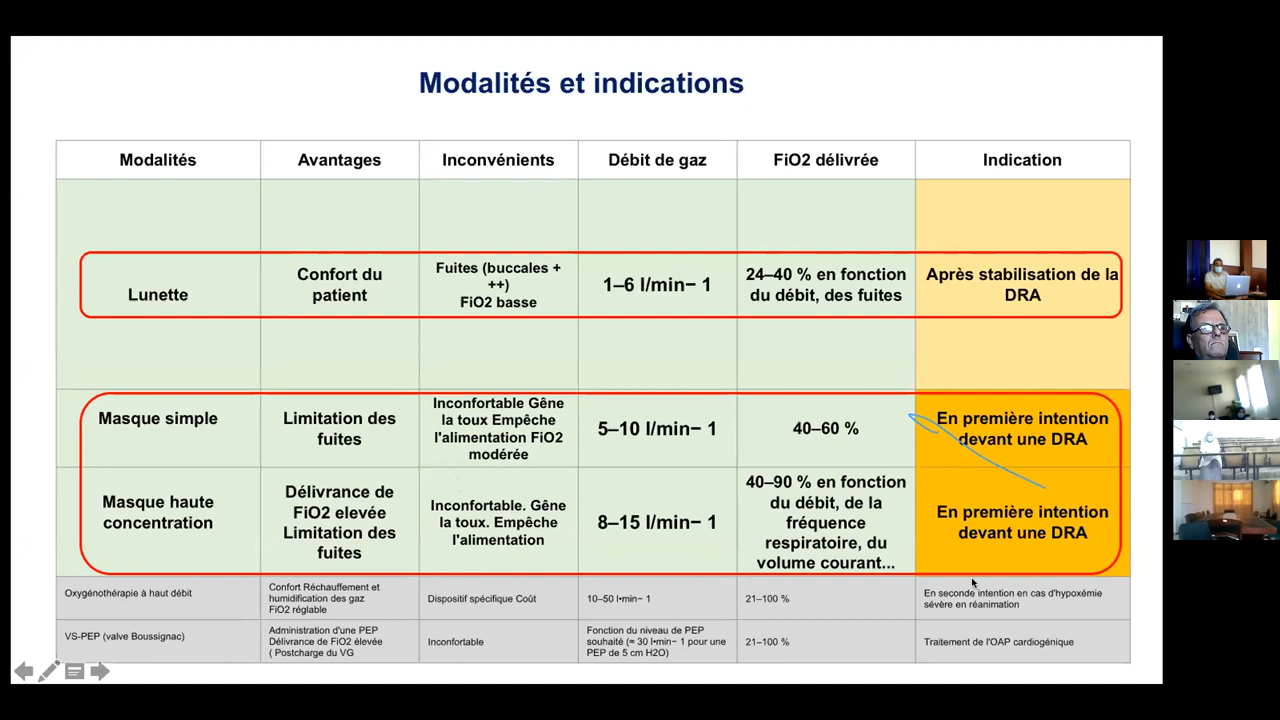 Modalités et indications
Modalités
Avantages
Inconvénients
Débit de gaz
FiO2 délivrée
Indication
Lunette
Confort du
patient
Fuites (buccales +
++)
FiO2 basse
1–6 l/min− 1
24–40 % en fonction
du débit, des fuites
Après stabilisation de la
DRA
Masque simple
Limitation des
fuites
Inconfortable Gêne
la toux Empêche
l'alimentation FiO2
modérée
5–10 l/min− 1
40–60 %
En première intention
devant une DRA
Masque haute
concentration
Délivrance de
FiO2 elevée
Limitation des
fuites
Inconfortable. Gêne
la toux. Empêche
l'alimentation
8–15 l/min− 1
40–90 % en fonction
du débit, de la
fréquence
respiratoire, du
volume courant...
En première intention
devant une DRA
Oxygénothérapie à haut débit
Confort Réchauffement et
humidification des gaz
FiO2 réglable
Dispositif spécifique Coût
10–50 l•min− 1
21–100 %
En seconde intention en cas d'hypoxémie
sévère en réanimation
VS-PEP (valve Boussignac)
Administration d'une PEP
Délivrance de FiO2 élevée
( Postcharge du VG
Inconfortable
Fonction du niveau de PEP
souhaité (≈ 30 l•min− 1 pour une
PEP de 5 cm H2O)
21–100 %
Traitement de l'OAP cardiogénique